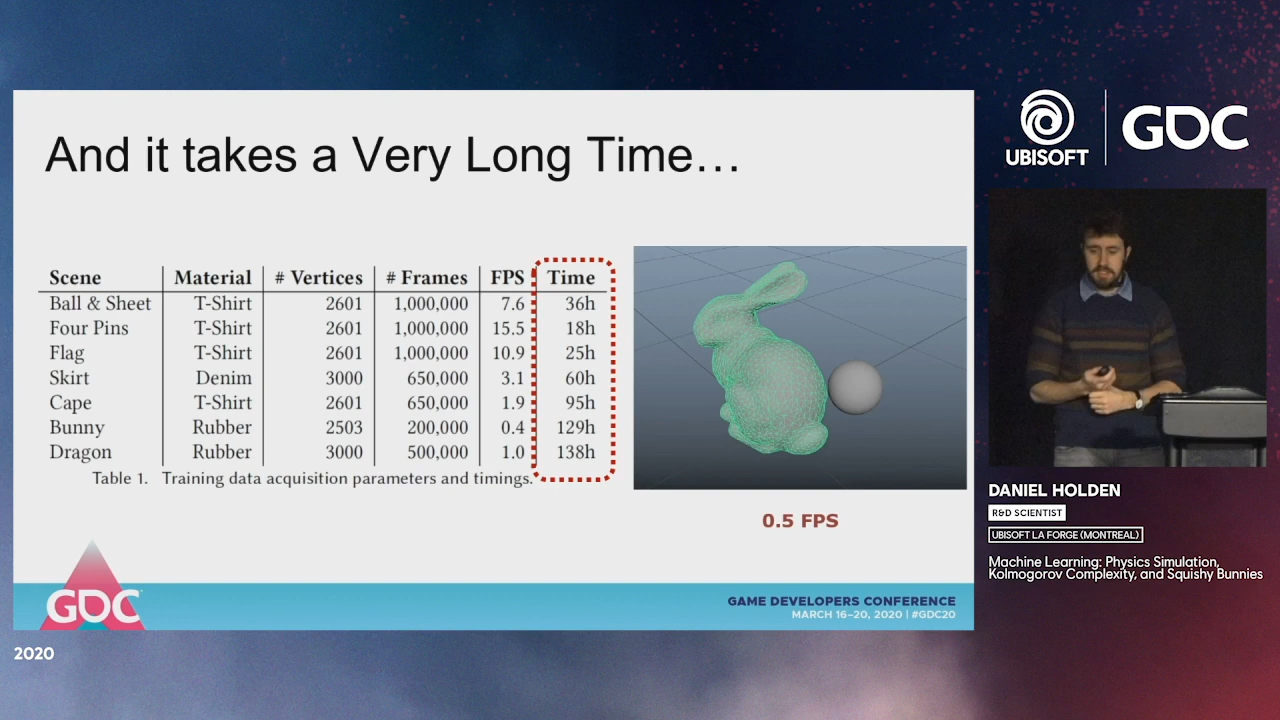 And it takes a Very Long Time…
Scene Material # Vertices # Frames FPS Time
Ball & Sheet T-Shirt 2601 1,000,000 7.6 36h
Four Pins T-Shirt 2601 1,000,000 15.5 18h
Flag T-Shirt 2601 1,000,000 10.9 25h
Skirt Denim 3000 650,000 3.1 60h
Cape T-Shirt 2601 650,000 1.9 95h
Bunny Rubber 2503 200,000 0.4 129h
Dragon Rubber 3000 500,000 1.0 138h
Table 1. Training data acquisition parameters and timings.
0.5 FPS
GDC
GAME DEVELOPERS CONFERENCE
MARCH 16–20, 2020 | #GDC20
2020
UBISOFT
GDC
DANIEL HOLDEN
R&D SCIENTIST
UBISOFT LA FORGE (MONTREAL)
Machine Learning: Physics Simulation,
Kolmogorov Complexity, and Squishy Bunnies